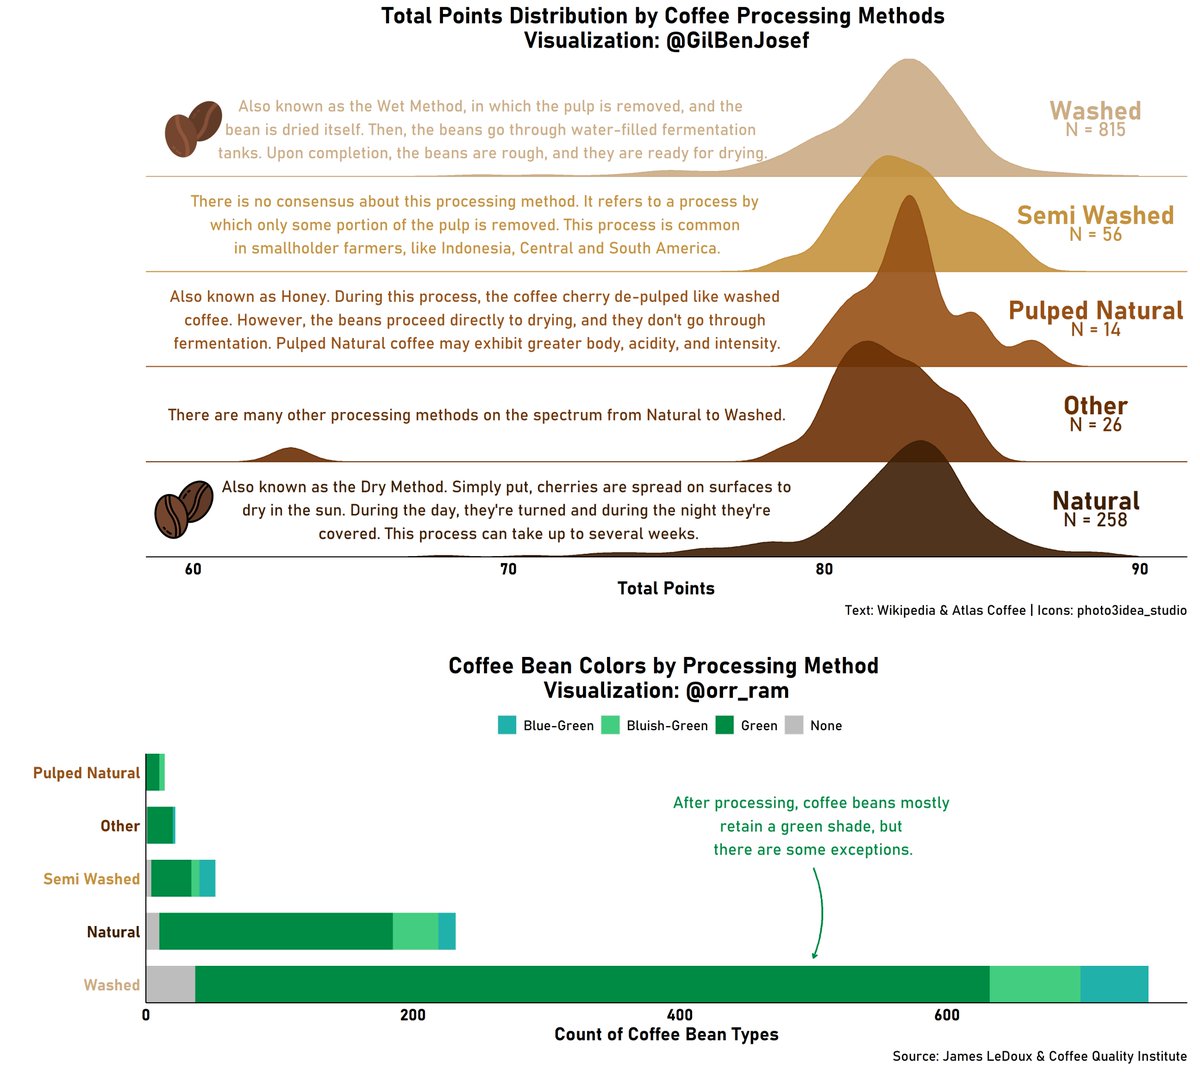 Total Points Distribution by Coffee Processing Methods
Visualization: @GilBenJosef
Also known as the Wet Method, in which the pulp is removed, and the
bean is dried itself. Then, the beans go through water-filled fermentation
tanks. Upon completion, the beans are rough, and they are ready for drying.
Washed
N = 815
There is no consensus about this processing method. It refers to a process by
which only some portion of the pulp is removed. This process is common
in smallholder farmers, like Indonesia, Central and South America.
Semi Washed
N = 56
Also known as Honey. During this process, the coffee cherry de-pulped like washed
coffee. However, the beans proceed directly to drying, and they don't go through
fermentation. Pulped Natural coffee may exhibit greater body, acidity, and intensity.
Pulped Natural
N = 14
There are many other processing methods on the spectrum from Natural to Washed.
Other
N = 26
Also known as the Dry Method. Simply put, cherries are spread on surfaces to
dry in the sun. During the day, they're turned and during the night they're
covered. This process can take up to several weeks.
Natural
N = 258
60 70 80 90
Total Points
Text: Wikipedia & Atlas Coffee | Icons: photo3idea_studio
Coffee Bean Colors by Processing Method
Visualization: @orr_ram
Blue-Green Bluish-Green Green None
Pulped Natural
Other
Semi Washed
Natural
Washed
After processing, coffee beans mostly
retain a green shade, but
there are some exceptions.
0 200 400 600
Count of Coffee Bean Types
Source: James LeDoux & Coffee Quality Institute